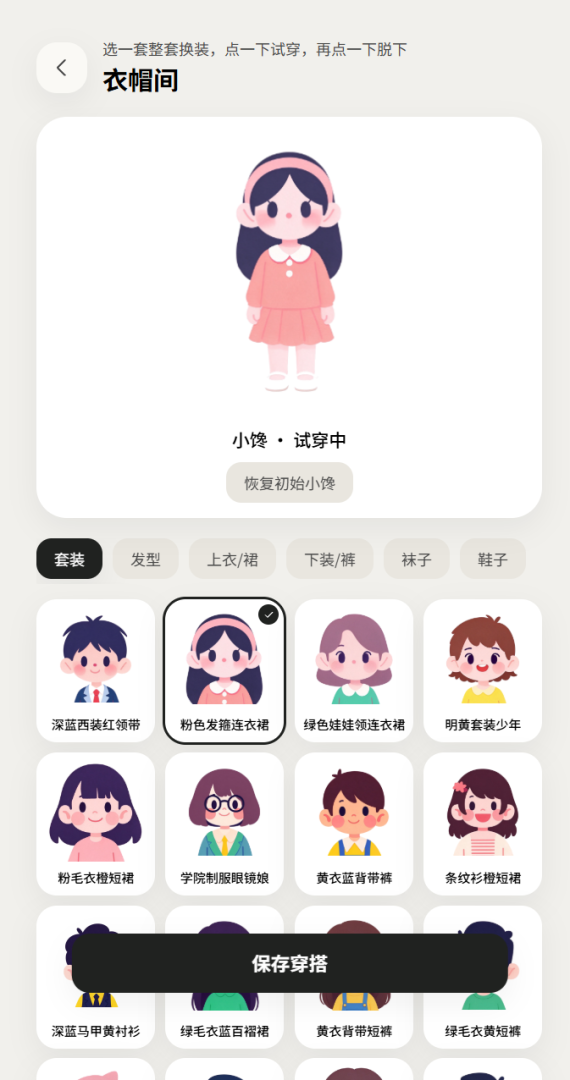 选一套整套换装，点一下试穿，再点一下脱下
衣帽间
小馋 · 试穿中
恢复初始小馋
套装 发型 上衣/裙 下装/裤 袜子 鞋子
深蓝西装红领带 粉色发箍连衣裙 绿色娃娃领连衣裙 明黄套装少年
粉毛衣橙短裙 学院制服眼镜娘 黄衣蓝背带裤 条纹衫橙短裙
保存穿搭
深蓝马甲黄衬衫 绿毛衣蓝百褶裙 黄衣背带短裤 绿毛衣黄短裤